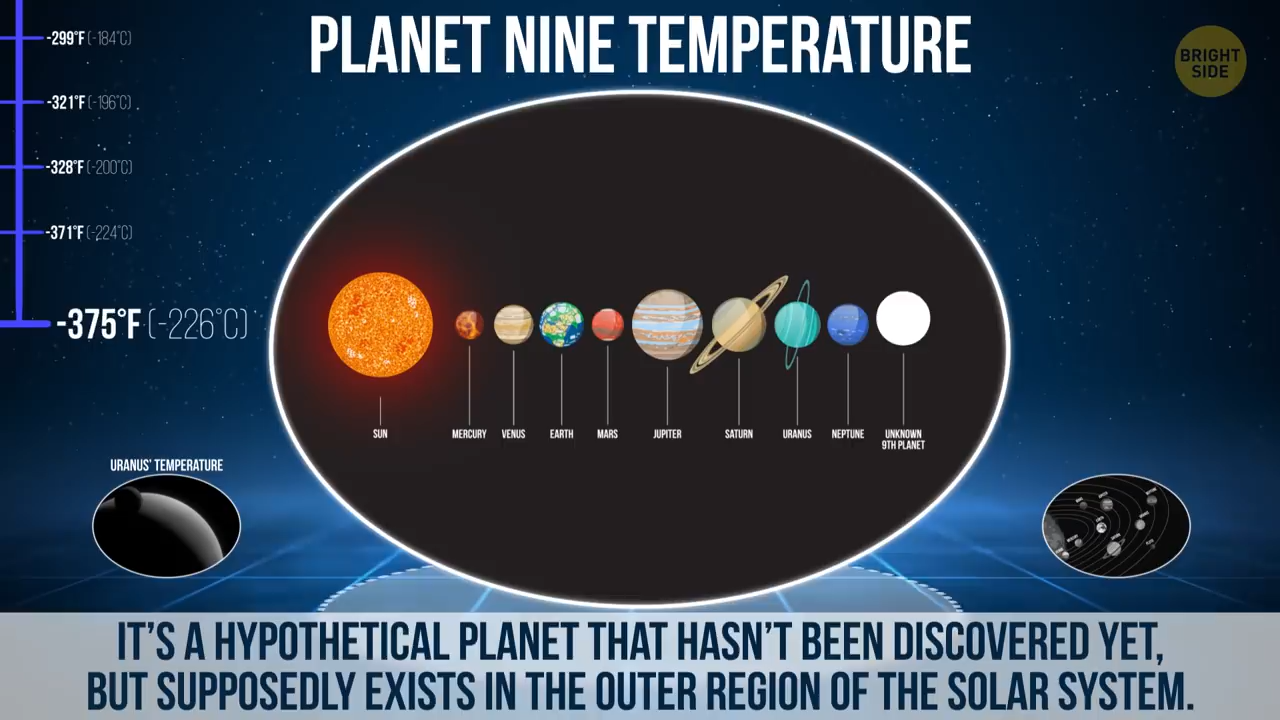 PLANET NINE TEMPERATURE
BRIGHT
SIDE
-299°F (-184°C)
-321°F (-196°C)
-328°F (-200°C)
-371°F (-224°C)
-375°F (-226°C)
SUN
MERCURY
VENUS
EARTH
MARS
JUPITER
SATURN
URANUS
NEPTUNE
UNKNOWN
9TH PLANET
URANUS' TEMPERATURE
IT'S A HYPOTHETICAL PLANET THAT HASN'T BEEN DISCOVERED YET,
BUT SUPPOSEDLY EXISTS IN THE OUTER REGION OF THE SOLAR SYSTEM.